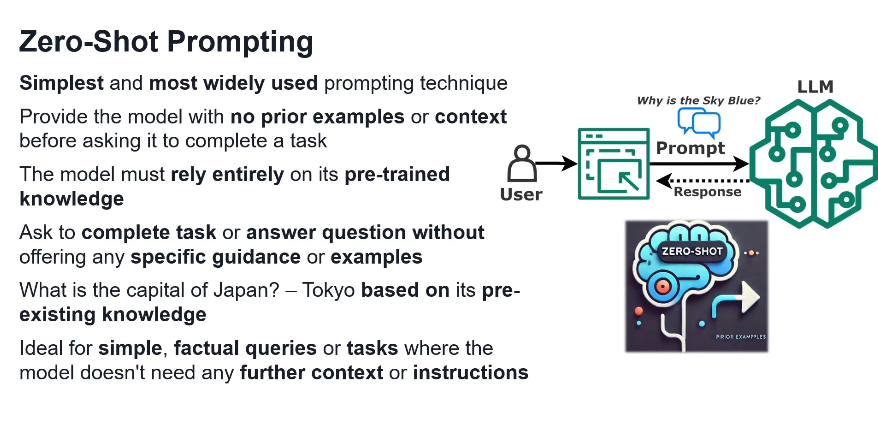 Zero-Shot Prompting
Simplest and most widely used prompting technique
Provide the model with no prior examples or context
before asking it to complete a task
The model must rely entirely on its pre-trained
knowledge
Ask to complete task or answer question without
offering any specific guidance or examples
What is the capital of Japan? – Tokyo based on its pre-
existing knowledge
Ideal for simple, factual queries or tasks where the
model doesn't need any further context or instructions
LLM
Why is the Sky Blue?
Prompt
Response
User
ZERO-SHOT
PIRIOR EXAMPPLES